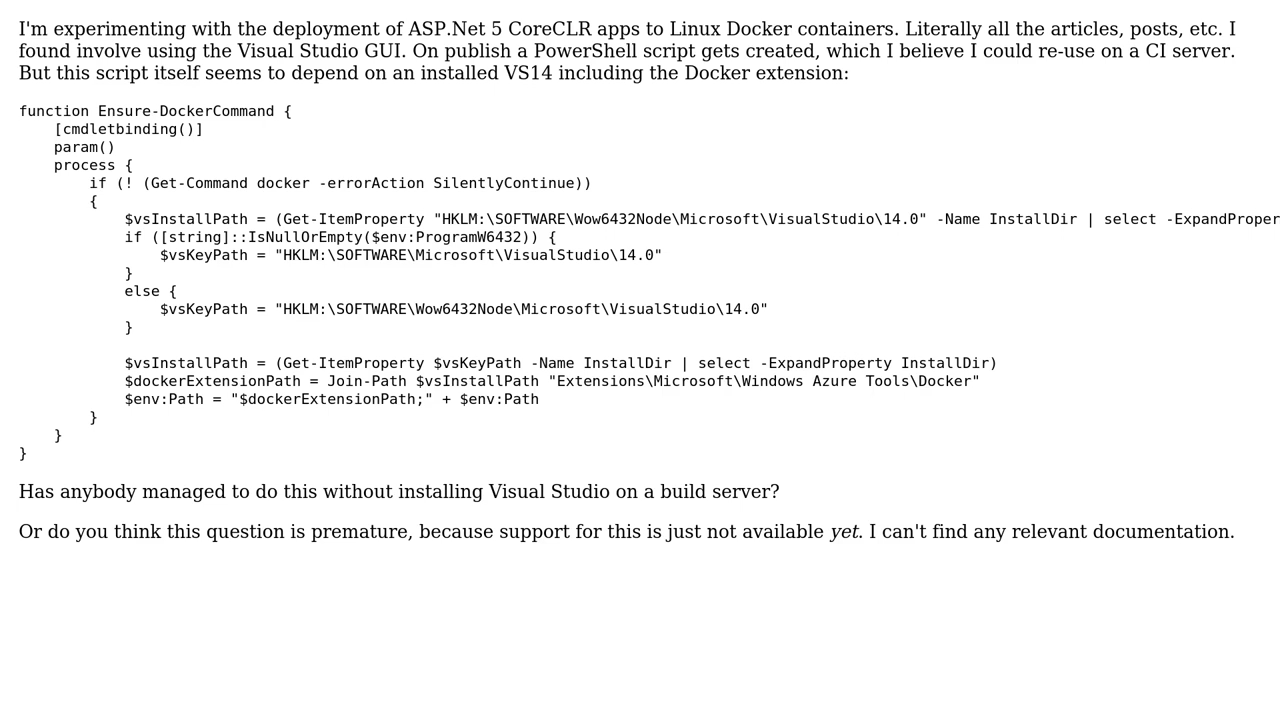 I'm experimenting with the deployment of ASP.Net 5 CoreCLR apps to Linux Docker containers. Literally all the articles, posts, etc. I
found involve using the Visual Studio GUI. On publish a PowerShell script gets created, which I believe I could re-use on a CI server.
But this script itself seems to depend on an installed VS14 including the Docker extension:
function Ensure-DockerCommand {
    [cmdletbinding()]
    param()
    process {
        if (! (Get-Command docker -errorAction SilentlyContinue))
        {
            $vsInstallPath = (Get-ItemProperty "HKLM:\SOFTWARE\Wow6432Node\Microsoft\VisualStudio\14.0" -Name InstallDir | select -ExpandProper
            if ([string]::IsNullOrEmpty($env:ProgramW6432)) {
                $vsKeyPath = "HKLM:\SOFTWARE\Microsoft\VisualStudio\14.0"
            }
            else {
                $vsKeyPath = "HKLM:\SOFTWARE\Wow6432Node\Microsoft\VisualStudio\14.0"
            }

            $vsInstallPath = (Get-ItemProperty $vsKeyPath -Name InstallDir | select -ExpandProperty InstallDir)
            $dockerExtensionPath = Join-Path $vsInstallPath "Extensions\Microsoft\Windows Azure Tools\Docker"
            $env:Path = "$dockerExtensionPath;" + $env:Path
        }
    }
}
Has anybody managed to do this without installing Visual Studio on a build server?
Or do you think this question is premature, because support for this is just not available yet. I can't find any relevant documentation.